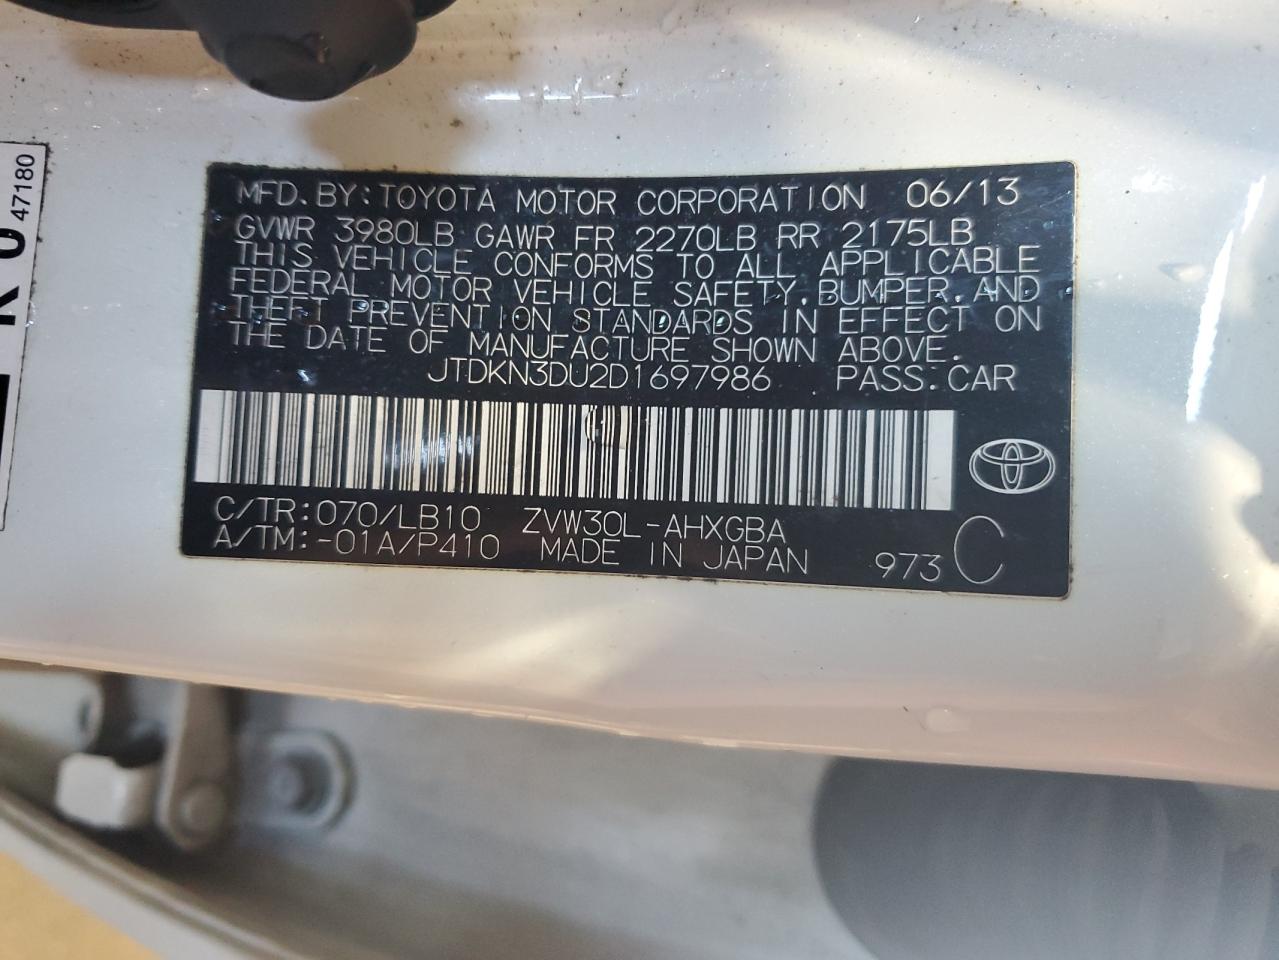 MFD. BY: TOYOTA MOTOR CORPORATION 06/13
GVWR 3980LB GAWR FR 2270LB RR 2175LB
THIS VEHICLE CONFORMS TO ALL APPLICABLE
FEDERAL MOTOR VEHICLE SAFETY, BUMPER, AND
THEFT PREVENTION STANDARDS IN EFFECT ON
THE DATE OF MANUFACTURE SHOWN ABOVE.
JTDKN3DU2D1697986 PASS. CAR
C/TR: 070/LB10 ZVW30L-AHXGBA
A/TM: -01A/P410 MADE IN JAPAN 973 C
47180